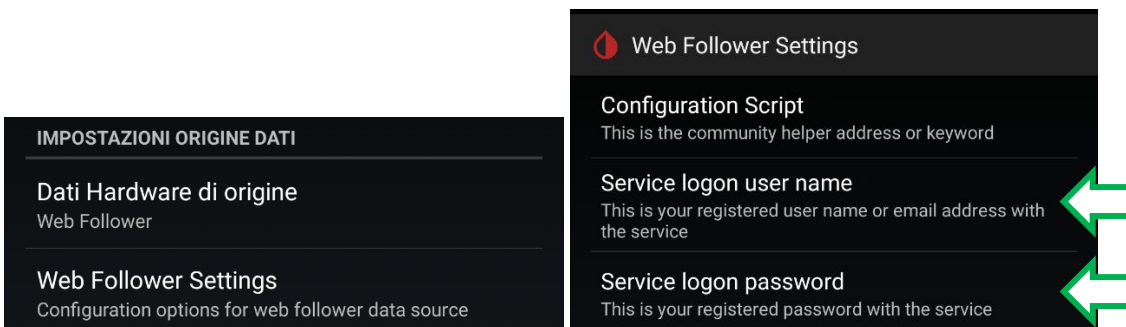 IMPOSTAZIONI ORIGINE DATI
Dati Hardware di origine
Web Follower
Web Follower Settings
Configuration options for web follower data source
Web Follower Settings
Configuration Script
This is the community helper address or keyword
Service logon user name
This is your registered user name or email address with
the service
Service logon password
This is your registered password with the service